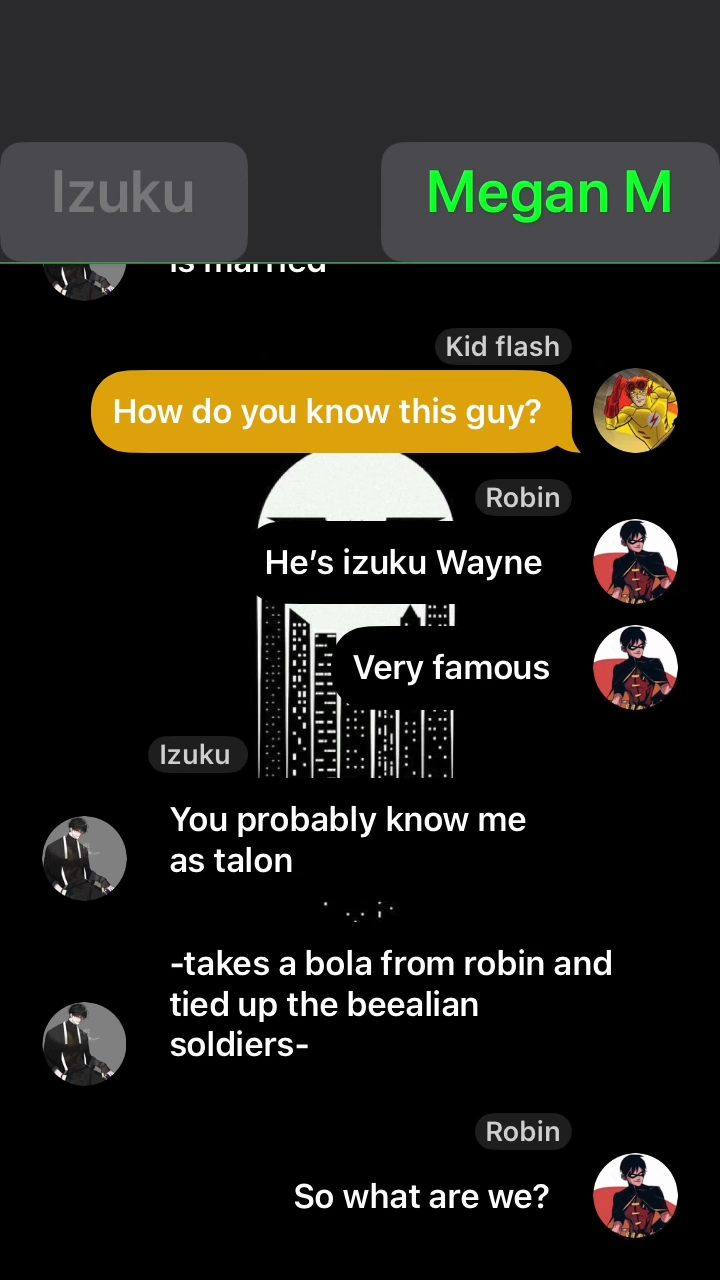 Izuku
Megan M
is married
Kid flash
How do you know this guy?
Robin
He’s izuku Wayne
Very famous
Izuku
You probably know me
as talon
-takes a bola from robin and
tied up the beealian
soldiers-
Robin
So what are we?